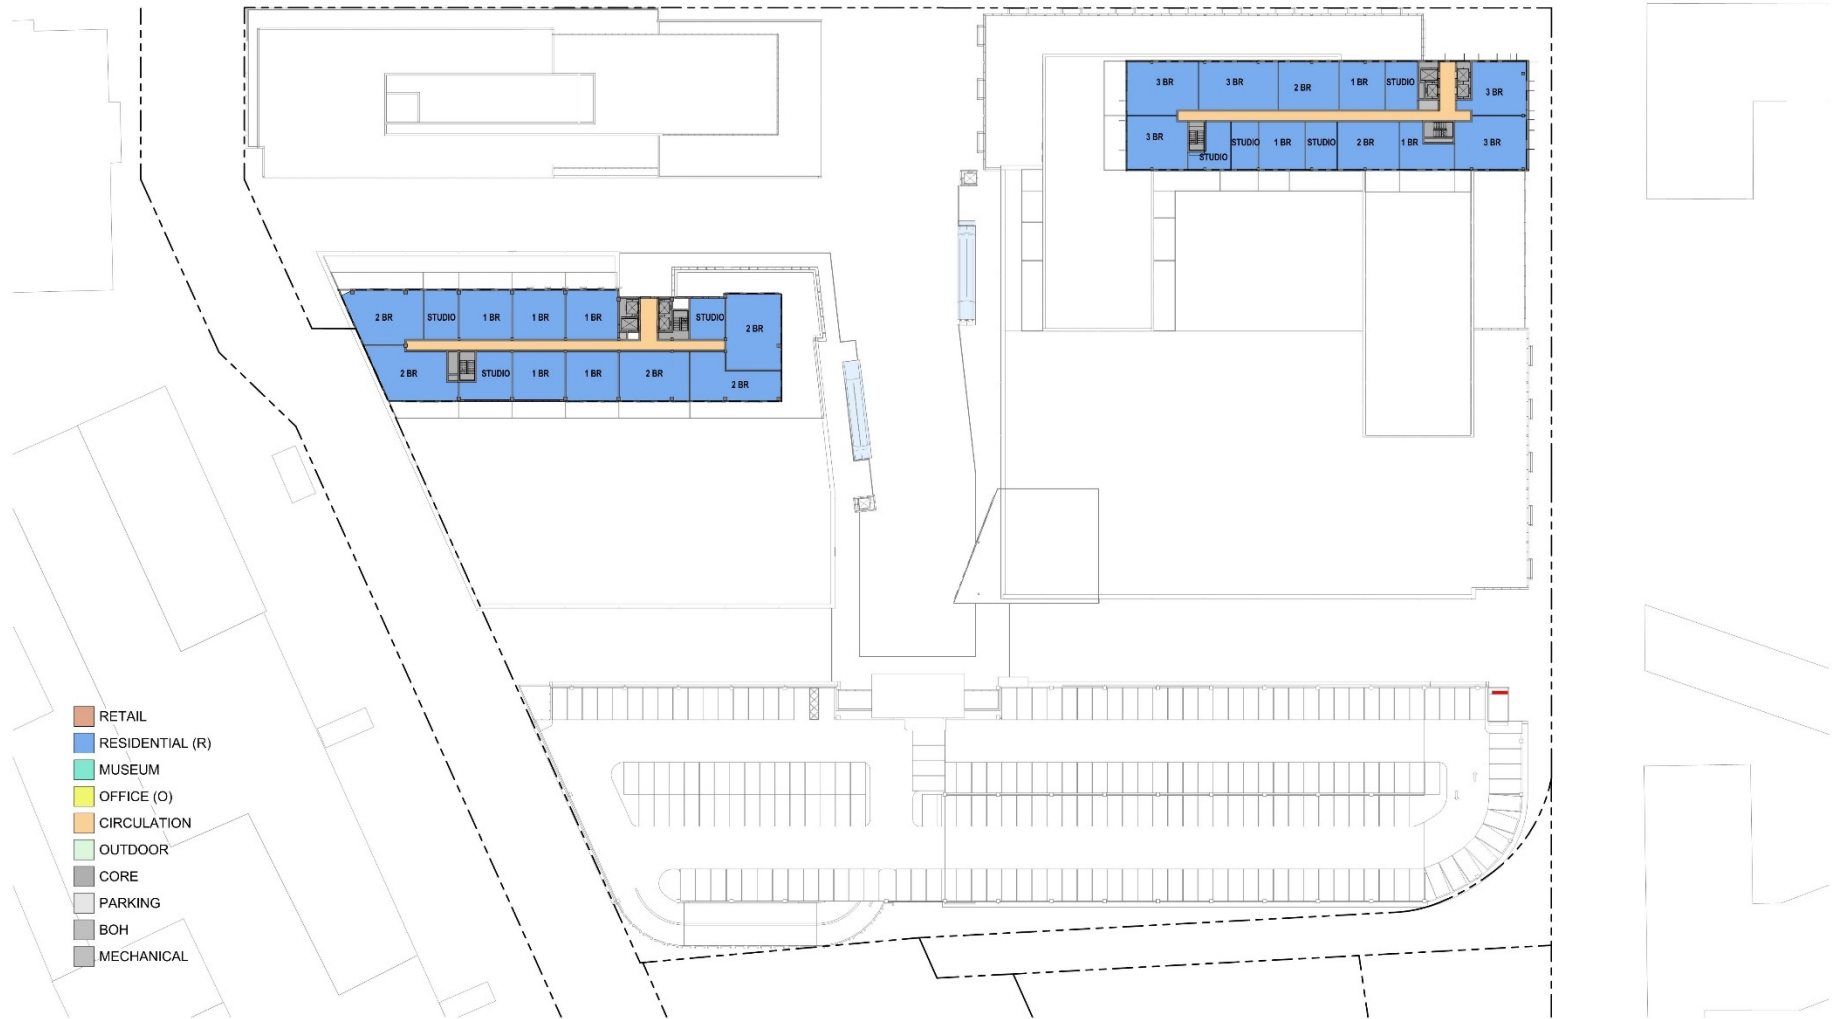 3 BR
3 BR
2 BR
1 BR
STUDIO
3 BR
3 BR
STUDIO
STUDIO
1 BR
STUDIO
2 BR
1 BR
3 BR
2 BR
STUDIO
1 BR
1 BR
1 BR
STUDIO
2 BR
2 BR
STUDIO
1 BR
1 BR
2 BR
2 BR
RETAIL
RESIDENTIAL (R)
MUSEUM
OFFICE (O)
CIRCULATION
OUTDOOR
CORE
PARKING
BOH
MECHANICAL